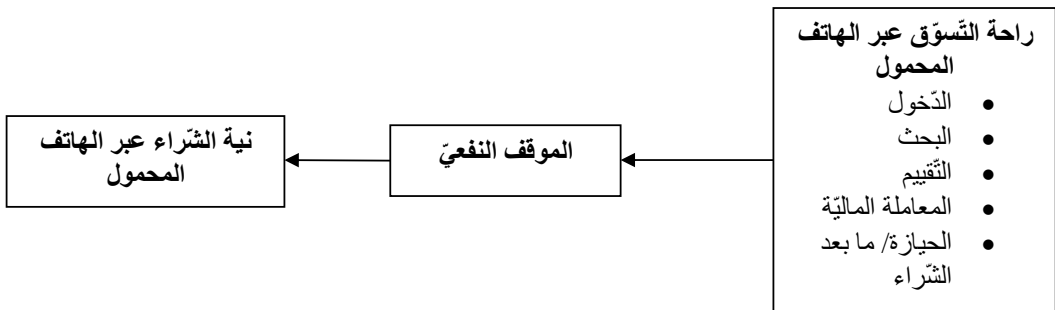 راحة التّسوّق عبر الهاتف
المحمول
• الدّخول
• البحث
• التّقييم
• المعاملة الماليّة
• الحيازة/ ما بعد
الشّراء
الموقف النفعيّ
نية الشّراء عبر الهاتف
المحمول